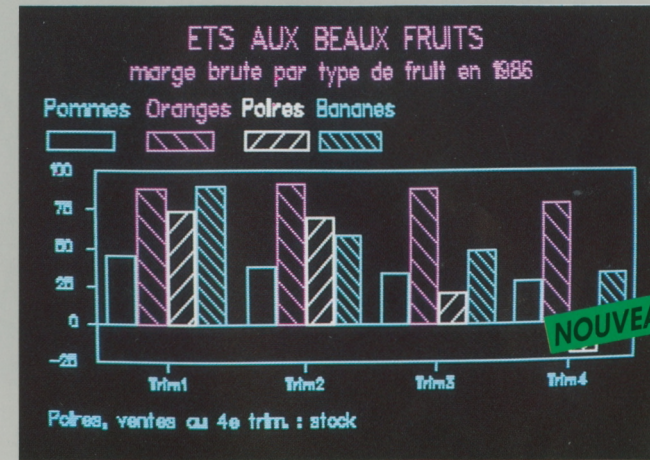 ETS AUX BEAUX FRUITS
marge brute par type de fruit en 1986
Pommes Oranges Poires Bananes
100
75
50
25
0
NOUVEA
-25
Trim1 Trim2 Trim3 Trim4
Poires, ventes au 4e trim. : stock